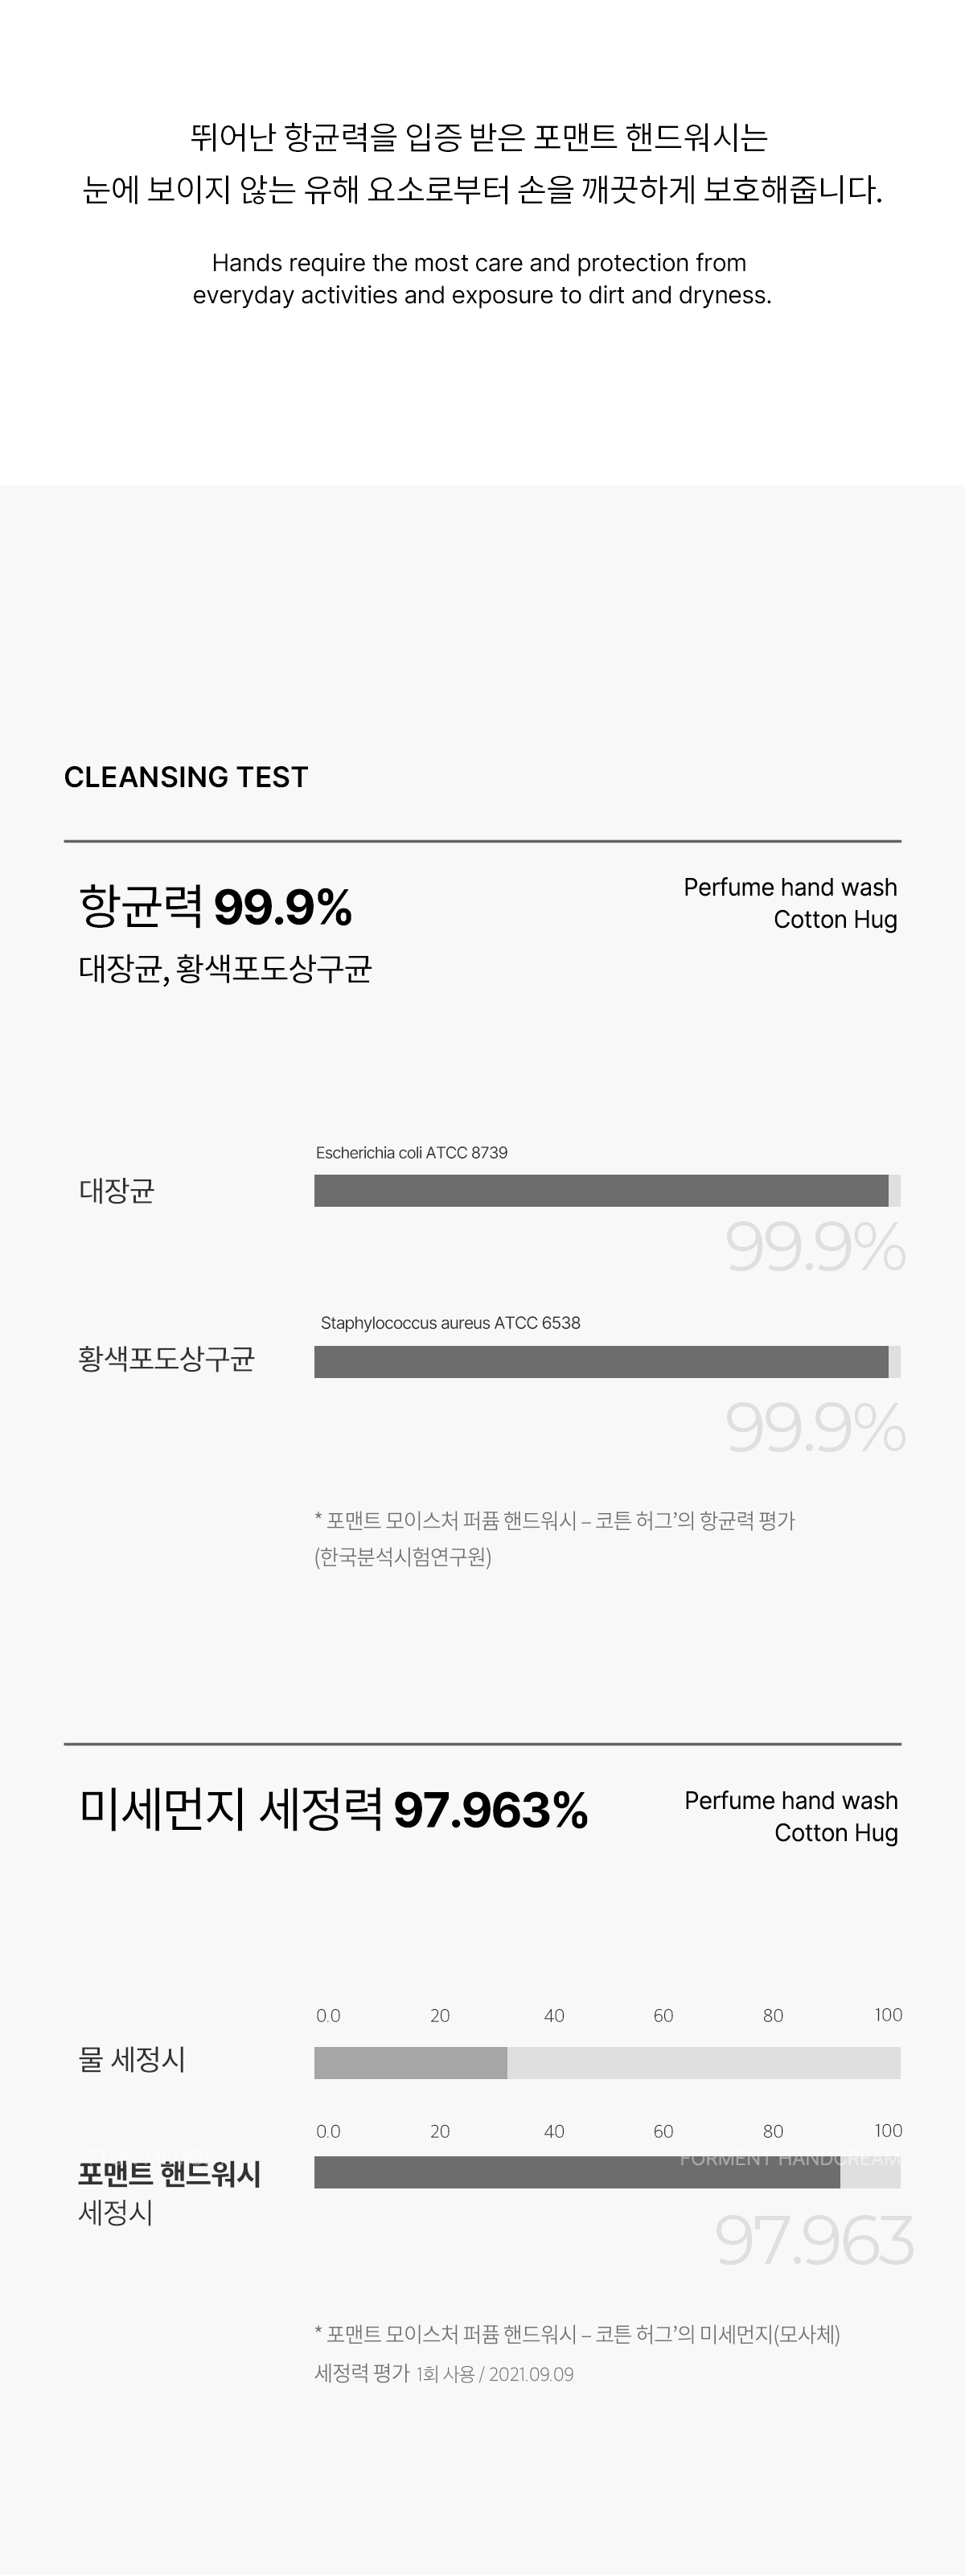 뛰어난 항균력을 입증 받은 포맨트 핸드워시는
눈에 보이지 않는 유해 요소로부터 손을 깨끗하게 보호해줍니다.
Hands require the most care and protection from
everyday activities and exposure to dirt and dryness.
CLEANSING TEST
항균력 99.9%
Perfume hand wash
Cotton Hug
대장균, 황색포도상구균
Escherichia coli ATCC 8739
대장균
99.9%
Staphylococcus aureus ATCC 6538
황색포도상구균
99.9%
* 포맨트 모이스처 퍼퓸 핸드워시 – 코튼 허그’의 항균력 평가
(한국분석시험연구원)
미세먼지 세정력 97.963%
Perfume hand wash
Cotton Hug
0.0 20 40 60 80 100
물 세정시
0.0 20 40 60 80 100
FORMENT HANDCREAM
포맨트 핸드워시
세정시
97.963
* 포맨트 모이스처 퍼퓸 핸드워시 – 코튼 허그’의 미세먼지(모사체)
세정력 평가 1회 사용 / 2021.09.09